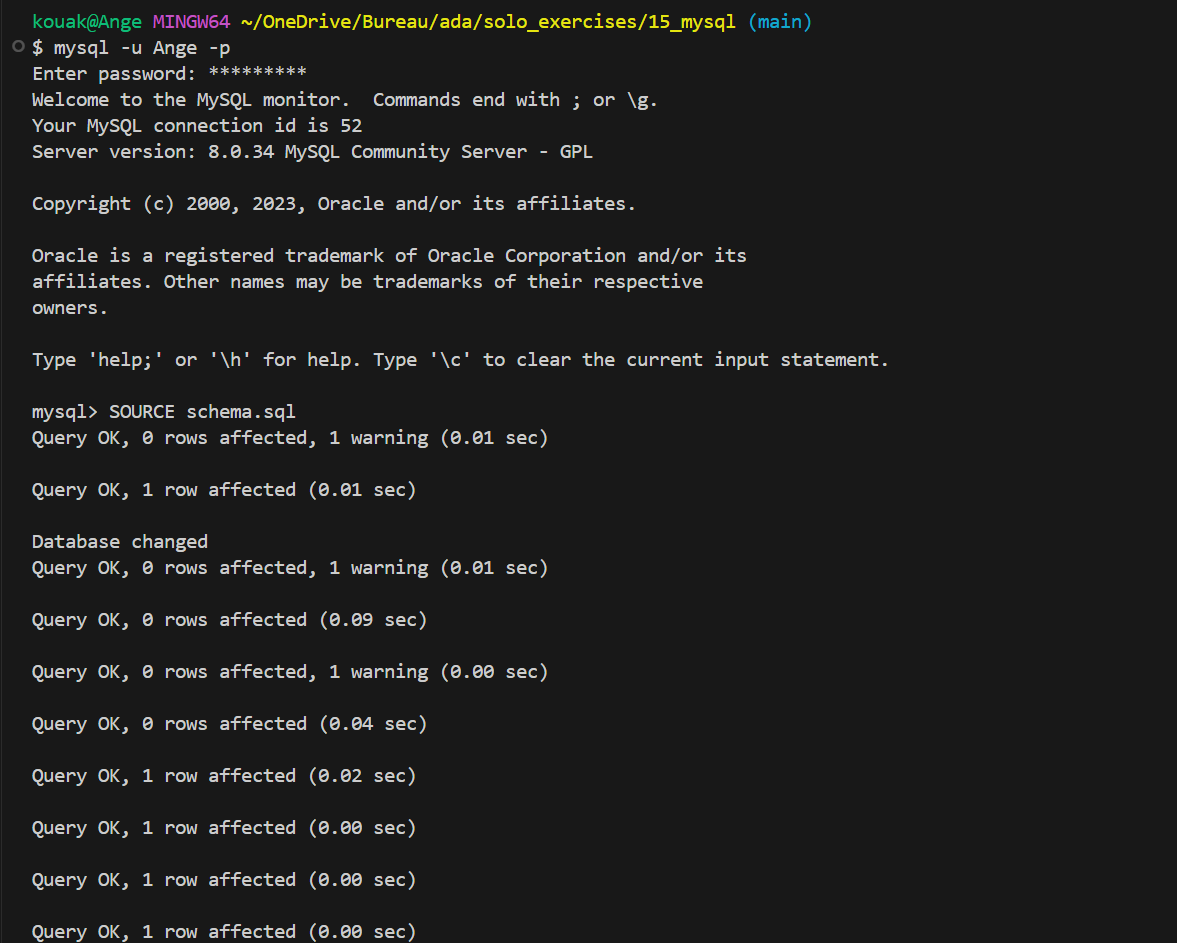 kouak@Ange MINGW64 ~/OneDrive/Bureau/ada/solo_exercises/15_mysql (main)
$ mysql -u Ange -p
Enter password: *********
Welcome to the MySQL monitor.  Commands end with ; or \g.
Your MySQL connection id is 52
Server version: 8.0.34 MySQL Community Server - GPL
Copyright (c) 2000, 2023, Oracle and/or its affiliates.
Oracle is a registered trademark of Oracle Corporation and/or its
affiliates. Other names may be trademarks of their respective
owners.
Type 'help;' or '\h' for help. Type '\c' to clear the current input statement.
mysql> SOURCE schema.sql
Query OK, 0 rows affected, 1 warning (0.01 sec)
Query OK, 1 row affected (0.01 sec)
Database changed
Query OK, 0 rows affected, 1 warning (0.01 sec)
Query OK, 0 rows affected (0.09 sec)
Query OK, 0 rows affected, 1 warning (0.00 sec)
Query OK, 0 rows affected (0.04 sec)
Query OK, 1 row affected (0.02 sec)
Query OK, 1 row affected (0.00 sec)
Query OK, 1 row affected (0.00 sec)
Query OK, 1 row affected (0.00 sec)